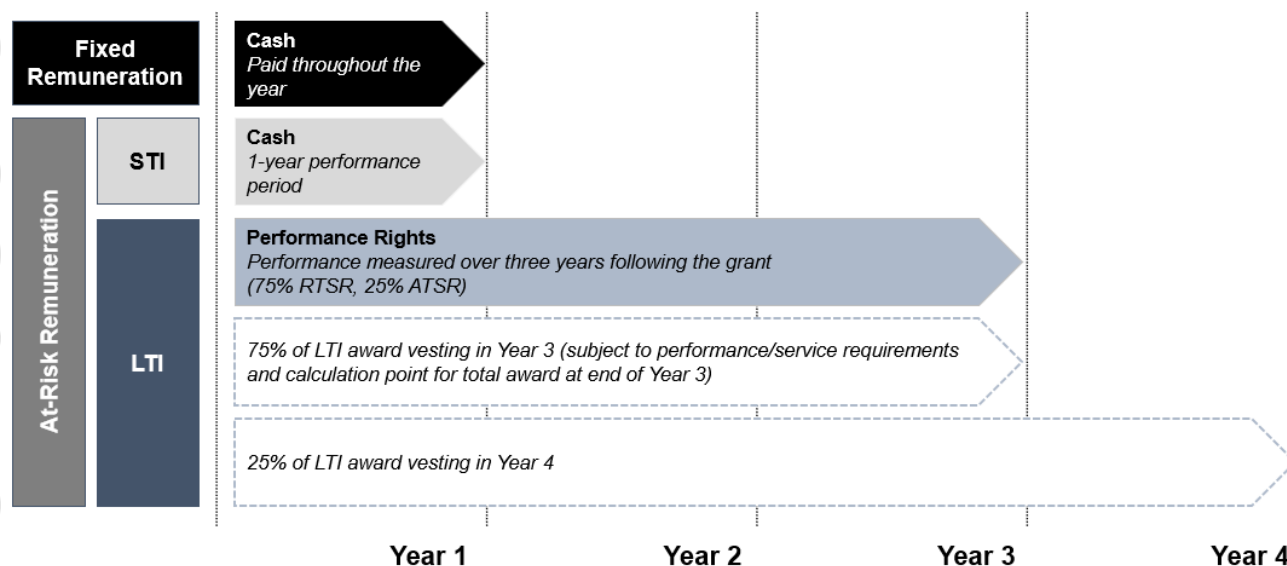 Fixed
Remuneration
Cash
Paid throughout the
year
At-Risk Remuneration
STI
Cash
1-year performance
period
LTI
Performance Rights
Performance measured over three years following the grant
(75% RTSR, 25% ATSR)
75% of LTI award vesting in Year 3 (subject to performance/service requirements
and calculation point for total award at end of Year 3)
25% of LTI award vesting in Year 4
Year 1
Year 2
Year 3
Year 4